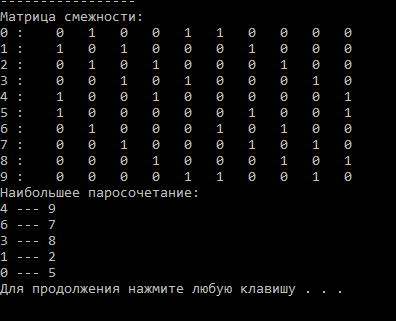 -----------------
Матрица смежности:
0 : 0 1 0 0 1 1 0 0 0 0
1 : 1 0 1 0 0 0 1 0 0 0
2 : 0 1 0 1 0 0 0 1 0 0
3 : 0 0 1 0 1 0 0 0 1 0
4 : 1 0 0 1 0 0 0 0 0 1
5 : 1 0 0 0 0 0 1 0 0 1
6 : 0 1 0 0 0 1 0 1 0 0
7 : 0 0 1 0 0 0 1 0 1 0
8 : 0 0 0 1 0 0 0 1 0 1
9 : 0 0 0 0 1 1 0 0 1 0
Наибольшее паросочетание:
4 --- 9
6 --- 7
3 --- 8
1 --- 2
0 --- 5
Для продолжения нажмите любую клавишу . . .